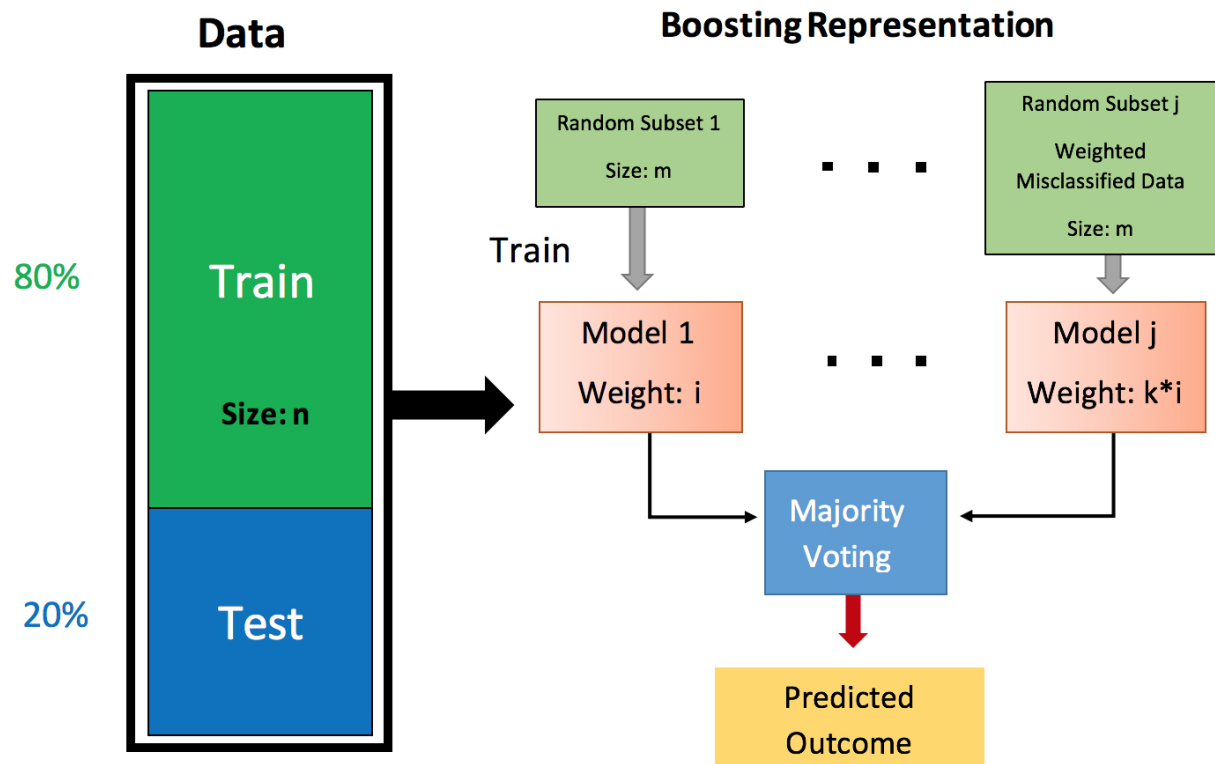 Data
80%
Train
Size: n
20%
Test
Boosting Representation
Random Subset 1
Size: m
Random Subset j
Weighted
Misclassified Data
Size: m
Train
Model 1
Weight: i
Model j
Weight: k*i
Majority
Voting
Predicted
Outcome